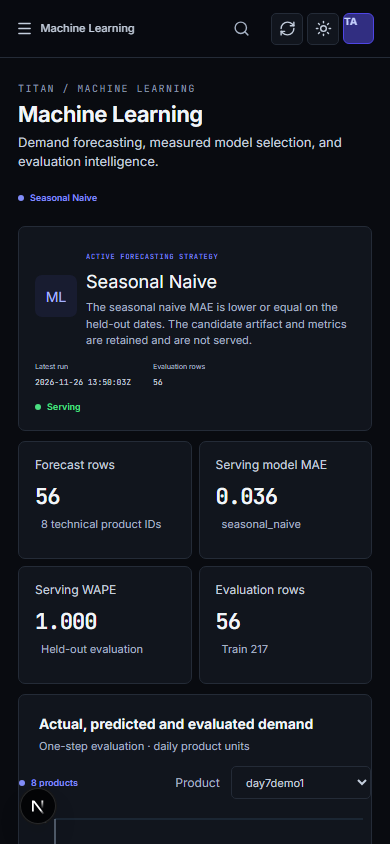 Machine Learning
TA
TITAN / MACHINE LEARNING
Machine Learning
Demand forecasting, measured model selection, and
evaluation intelligence.
Seasonal Naive
ACTIVE FORECASTING STRATEGY
ML
Seasonal Naive
The seasonal naive MAE is lower or equal on the
held-out dates. The candidate artifact and metrics
are retained and are not served.
Latest run
Evaluation rows
2026-11-26 13:50:03Z
56
Serving
Forecast rows
56
8 technical product IDs
Serving model MAE
0.036
seasonal_naive
Serving WAPE
1.000
Held-out evaluation
Evaluation rows
56
Train 217
Actual, predicted and evaluated demand
One-step evaluation · daily product units
8 products
Product
day7demo1
N